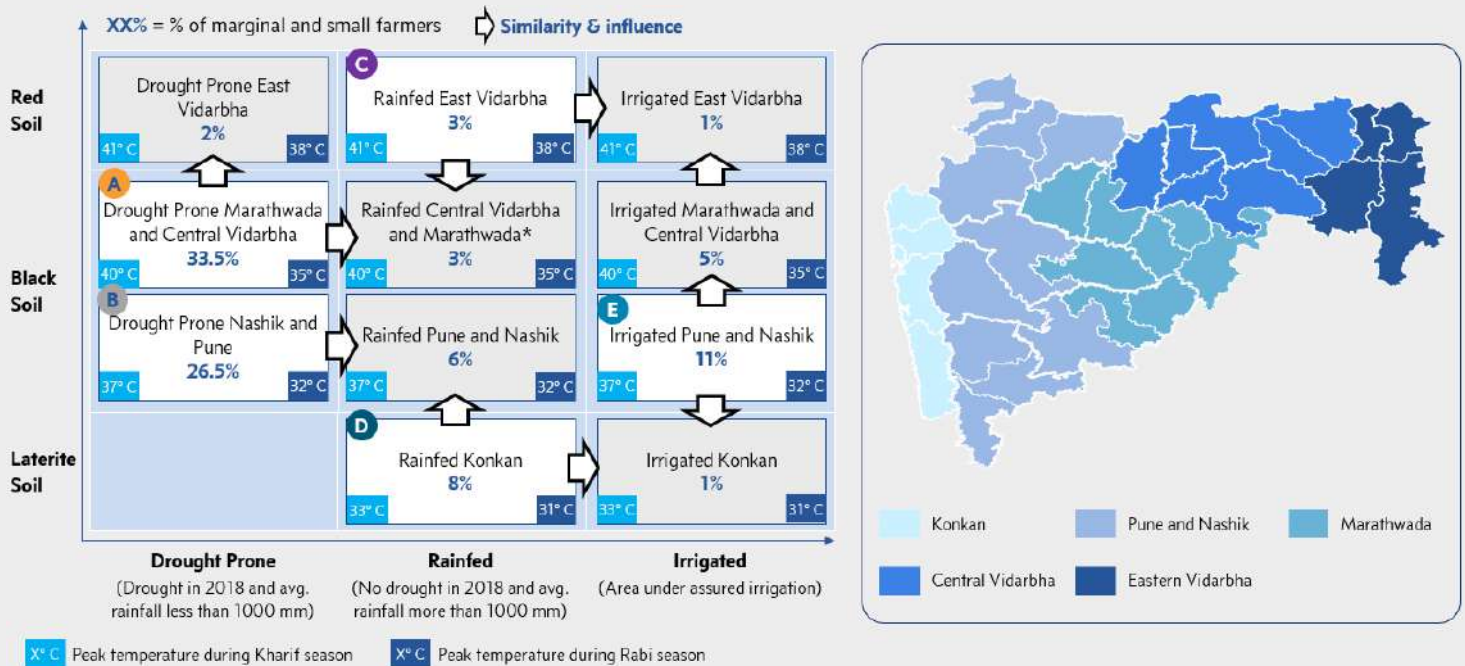 XX% = % of marginal and small farmers
Similarity & influence
Red
Soil
Drought Prone East
Vidarbha
2%
41° C
38° C
C
Rainfed East Vidarbha
3%
41° C
38° C
Irrigated East Vidarbha
1%
41° C
38° C
Black
Soil
A
Drought Prone Marathwada
and Central Vidarbha
33.5%
40° C
35° C
Rainfed Central Vidarbha
and Marathwada*
3%
40° C
35° C
Irrigated Marathwada and
Central Vidarbha
5%
40° C
35° C
B
Drought Prone Nashik and
Pune
26.5%
37° C
32° C
Rainfed Pune and Nashik
6%
37° C
32° C
E
Irrigated Pune and Nashik
11%
37° C
32° C
Laterite
Soil
D
Rainfed Konkan
8%
33° C
31° C
Irrigated Konkan
1%
33° C
31° C
Drought Prone
(Drought in 2018 and avg.
rainfall less than 1000 mm)
Rainfed
(No drought in 2018 and avg.
rainfall more than 1000 mm)
Irrigated
(Area under assured irrigation)
X° C Peak temperature during Kharif season
X° C Peak temperature during Rabi season
Konkan
Pune and Nashik
Marathwada
Central Vidarbha
Eastern Vidarbha